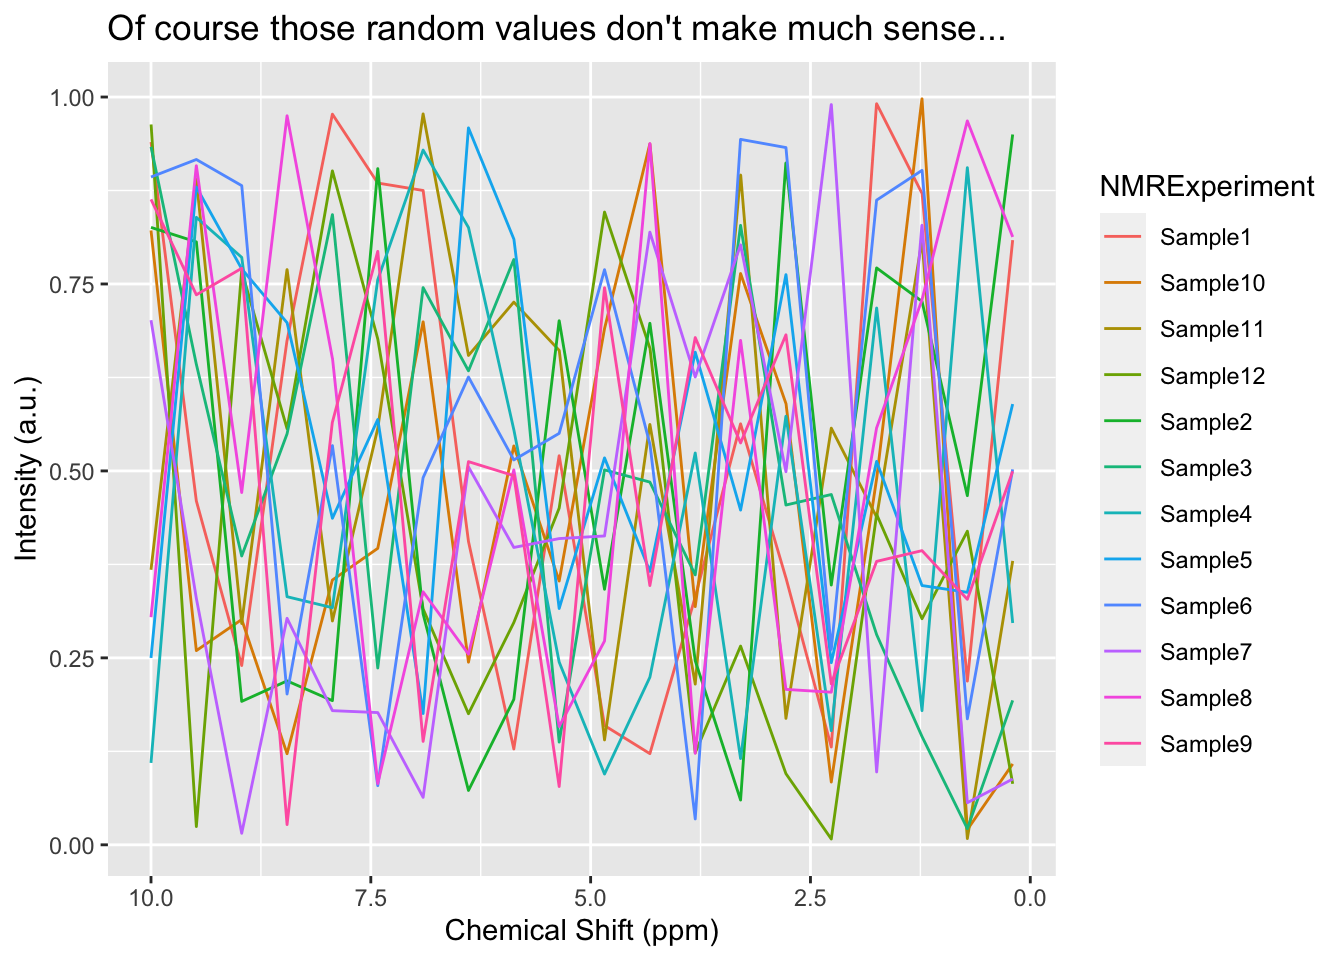 Of course those random values don't make much sense...
Intensity (a.u.)
1.00
0.75
0.50
0.25
0.00
10.0 7.5 5.0 2.5 0.0
Chemical Shift (ppm)
NMRExperiment
Sample1
Sample10
Sample11
Sample12
Sample2
Sample3
Sample4
Sample5
Sample6
Sample7
Sample8
Sample9